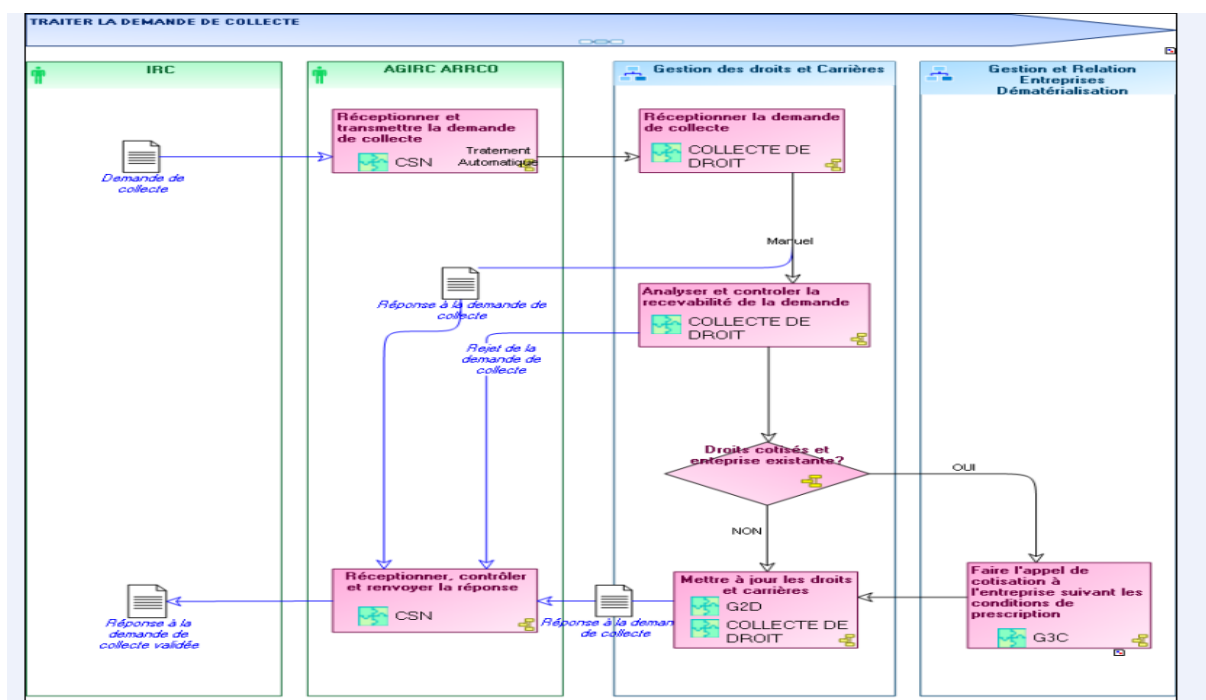 TRAITER LA DEMANDE DE COLLECTE
IRC
AGIRC ARRCO
Gestion des droits et Carrières
Gestion et Relation
Entreprises
Dématérialisation
Réceptionner et
transmettre la demande
de collecte
CSN
Tratement
Automatique
Réceptionner la demande
de collecte
COLLECTE DE
DROIT
Demande de
collecte
Manuel
Réponse à la demande de
collecte
Analyser et controler la
recevabilité de la demande
COLLECTE DE
DROIT
Rejet de la
demande de
collecte
Droits cotisés et
enteprise existante?
OUI
NON
Réceptionner, contrôler
et renvoyer la réponse
CSN
Mettre à jour les droits
et carrières
G2D
COLLECTE DE
DROIT
Faire l'appel de
cotisation à
l'entreprise suivant les
conditions de
prescription
G3C
Réponse à la
demande de
collecte validée
Réponse à la deman
de collecte